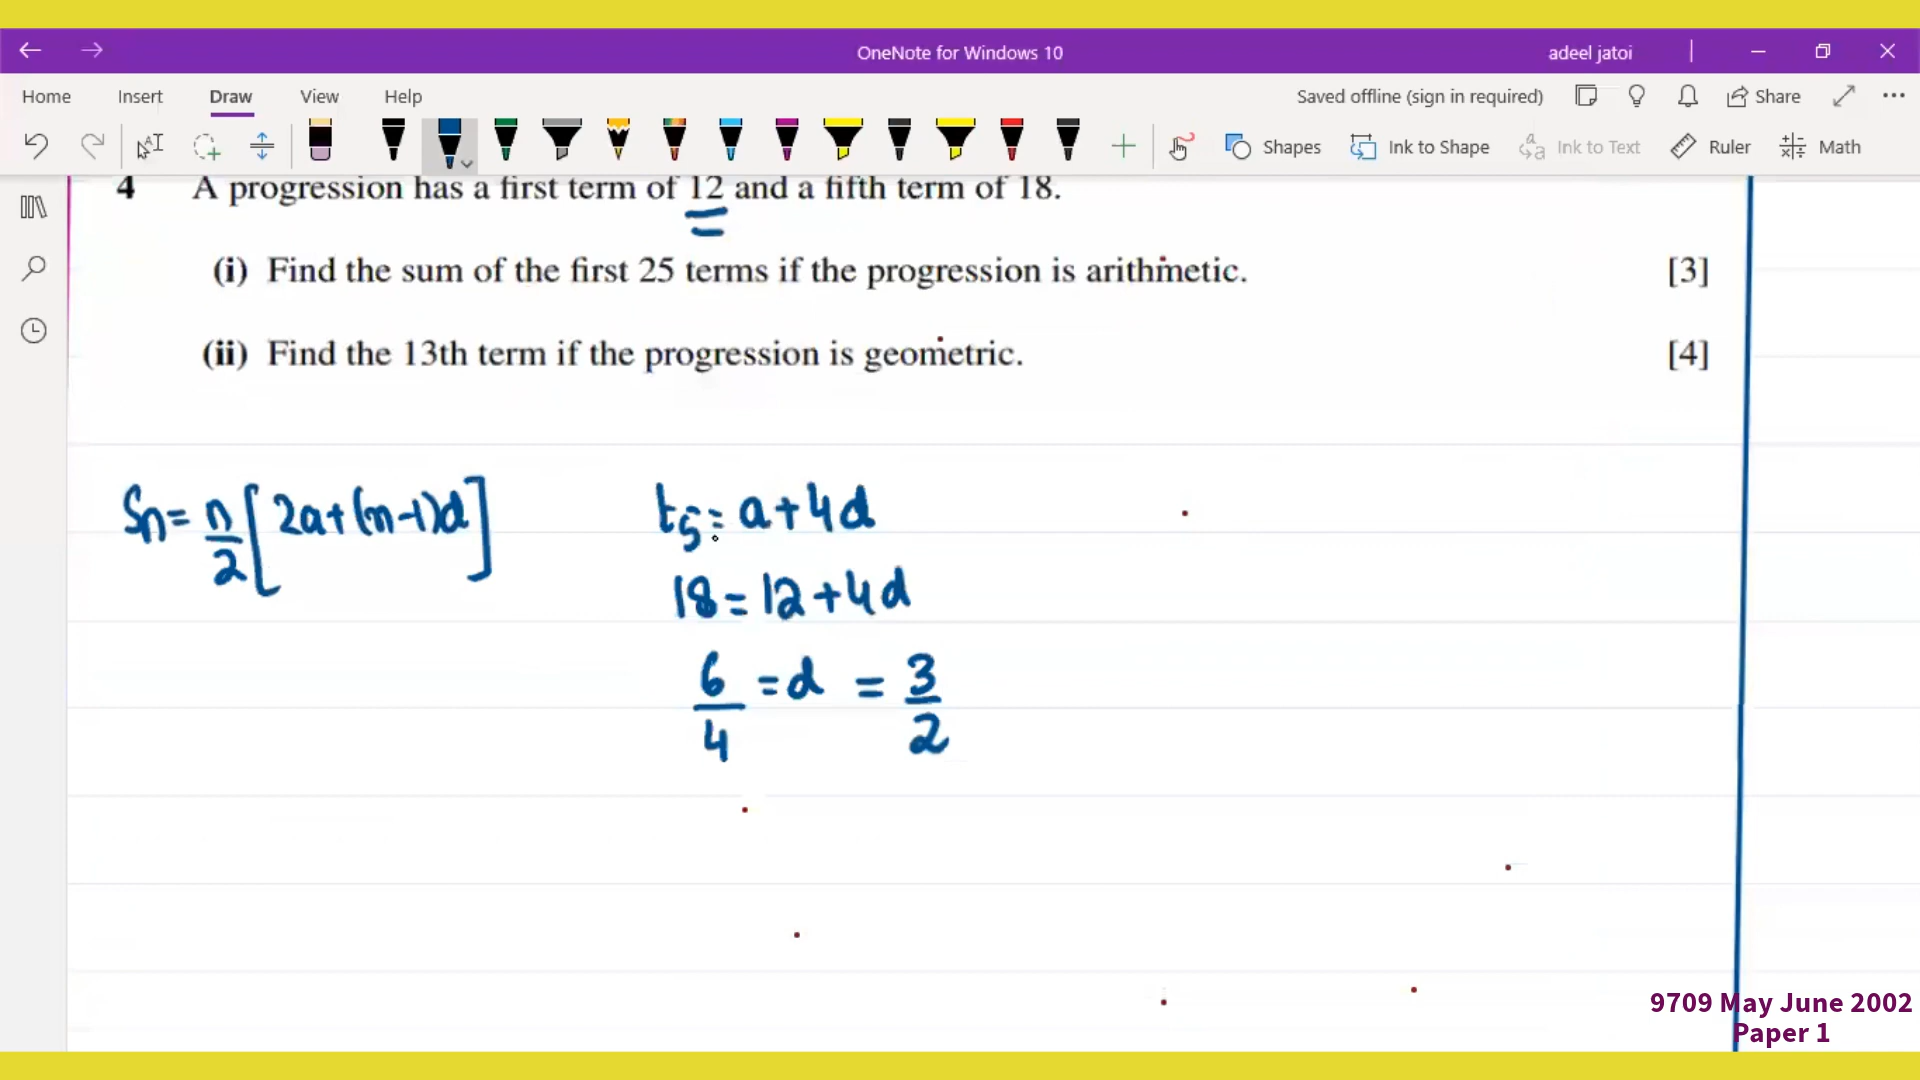 OneNote for Windows 10
adeel jatoi
Home Insert Draw View Help
Saved offline (sign in required)
Share
Shapes
Ink to Shape
Ink to Text
Ruler
Math
4 A progression has a first term of 12 and a fifth term of 18.
(i) Find the sum of the first 25 terms if the progression is arithmetic. [3]
(ii) Find the 13th term if the progression is geometric. [4]
Sn = n/2 [2a+(n-1)d]
t5 = a+4d
18 = 12+4d
6/4 = d = 3/2
9709 May June 2002
Paper 1